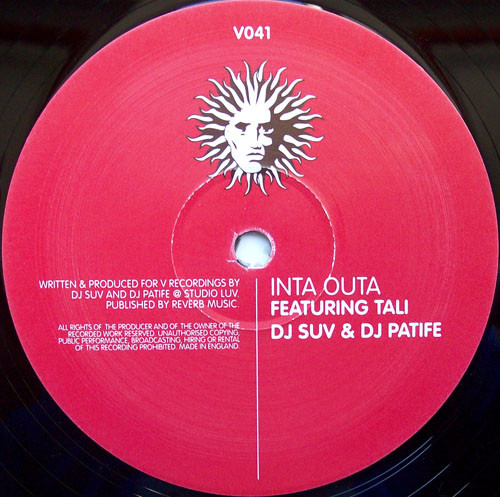 V041
WRITTEN & PRODUCED FOR V RECORDINGS BY
DJ SUV AND DJ PATIFE @ STUDIO LUV.
PUBLISHED BY REVERB MUSIC.
ALL RIGHTS OF THE PRODUCER AND OF THE OWNER OF THE
RECORDED WORK RESERVED. UNAUTHORISED COPYING,
PUBLIC PERFORMANCE, BROADCASTING, HIRING OR RENTAL
OF THIS RECORDING PROHIBITED. MADE IN ENGLAND.
INTA OUTA
FEATURING TALI
DJ SUV & DJ PATIFE